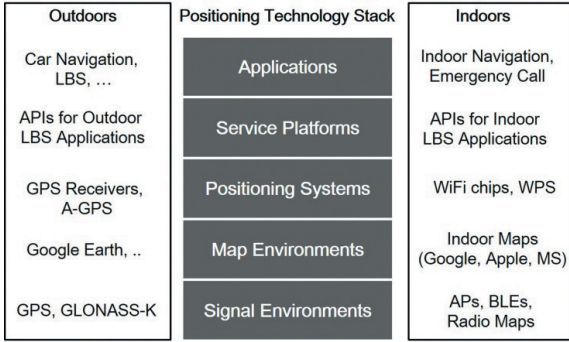 Outdoors
Positioning Technology Stack
Indoors
Car Navigation,
LBS, ...
Applications
Indoor Navigation,
Emergency Call
APIs for Outdoor
LBS Applications
Service Platforms
APIs for Indoor
LBS Applications
GPS Receivers,
A-GPS
Positioning Systems
WiFi chips, WPS
Google Earth, ..
Map Environments
Indoor Maps
(Google, Apple, MS)
GPS, GLONASS-K
Signal Environments
APs, BLEs,
Radio Maps